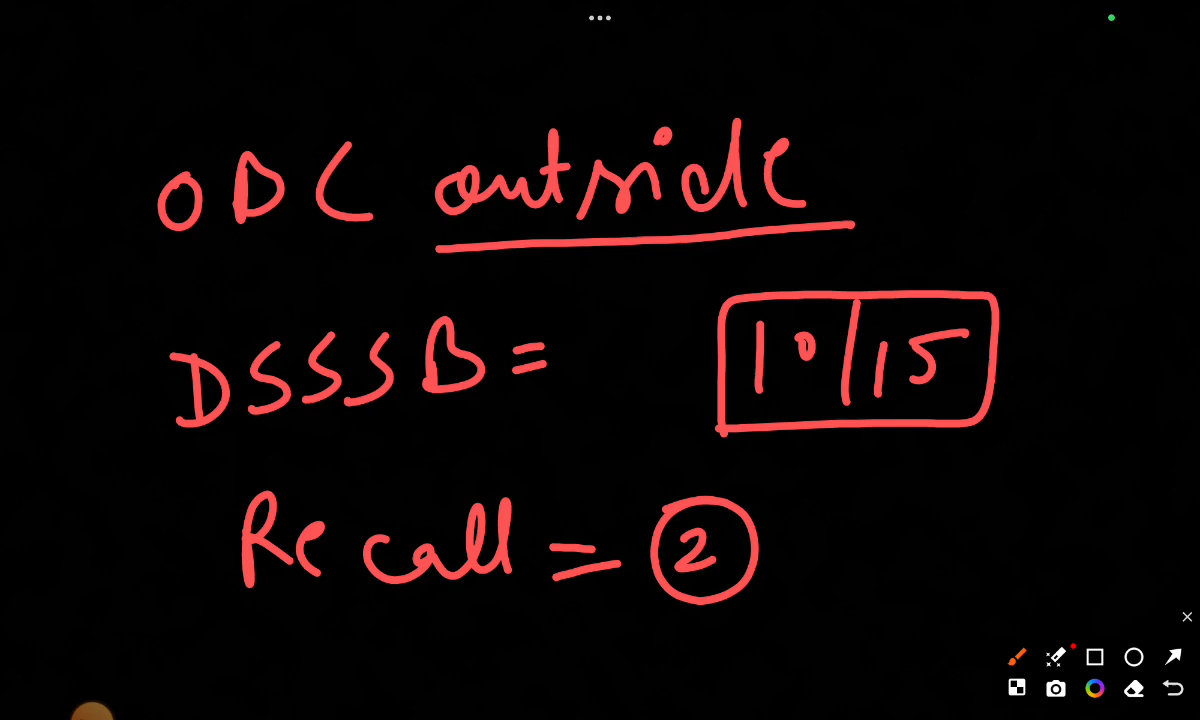 ODC outside
DSSSB = 10/15
Recall = 2